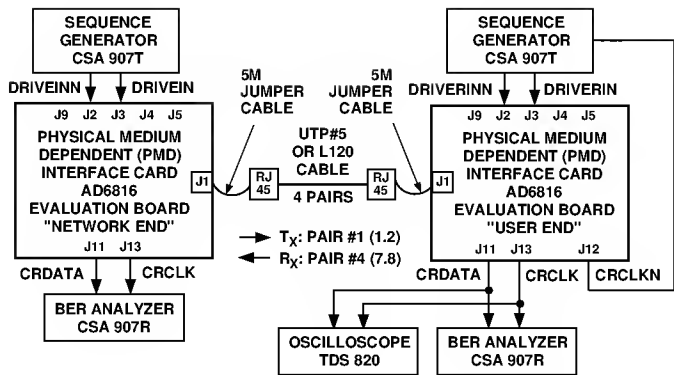 SEQUENCE
GENERATOR
CSA 907T
DRIVEINN
DRIVEIN
J9 J2 J3 J4 J5
PHYSICAL MEDIUM
DEPENDENT (PMD)
INTERFACE CARD
AD6816
EVALUATION BOARD
"NETWORK END"
J1
J11 J13
CRDATA
CRCLK
BER ANALYZER
CSA 907R
5M
JUMPER
CABLE
RJ
45
UTP#5
OR L120
CABLE
4 PAIRS
5M
JUMPER
CABLE
RJ
45
TX: PAIR #1 (1.2)
RX: PAIR #4 (7.8)
SEQUENCE
GENERATOR
CSA 907T
DRIVERINN
DRIVERIN
J9 J2 J3 J4 J5
J1
PHYSICAL MEDIUM
DEPENDENT (PMD)
INTERFACE CARD
AD6816
EVALUATION BOARD
"USER END"
J11 J13 J12
CRDATA
CRCLK
CRCLKN
OSCILLOSCOPE
TDS 820
BER ANALYZER
CSA 907R